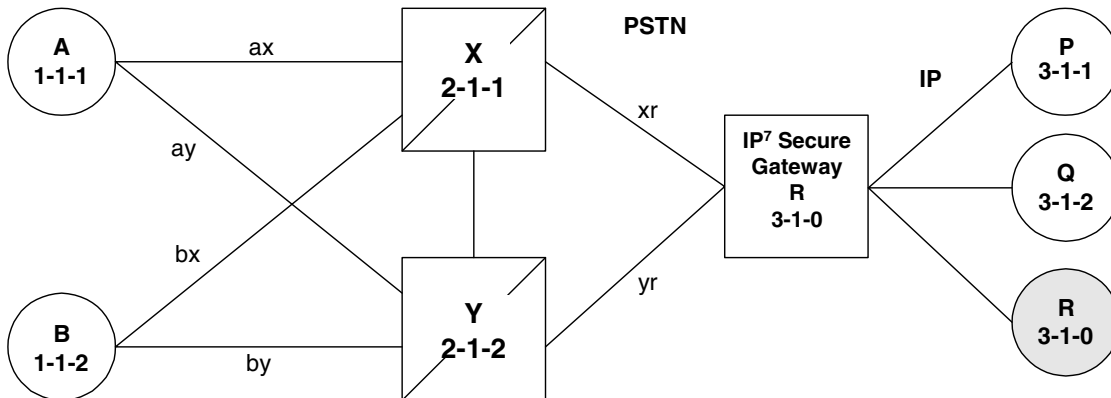 A
1-1-1
ax
X
2-1-1
PSTN
IP
P
3-1-1
xr
ay
IP⁷ Secure
Gateway
R
3-1-0
Q
3-1-2
bx
yr
B
1-1-2
by
Y
2-1-2
R
3-1-0